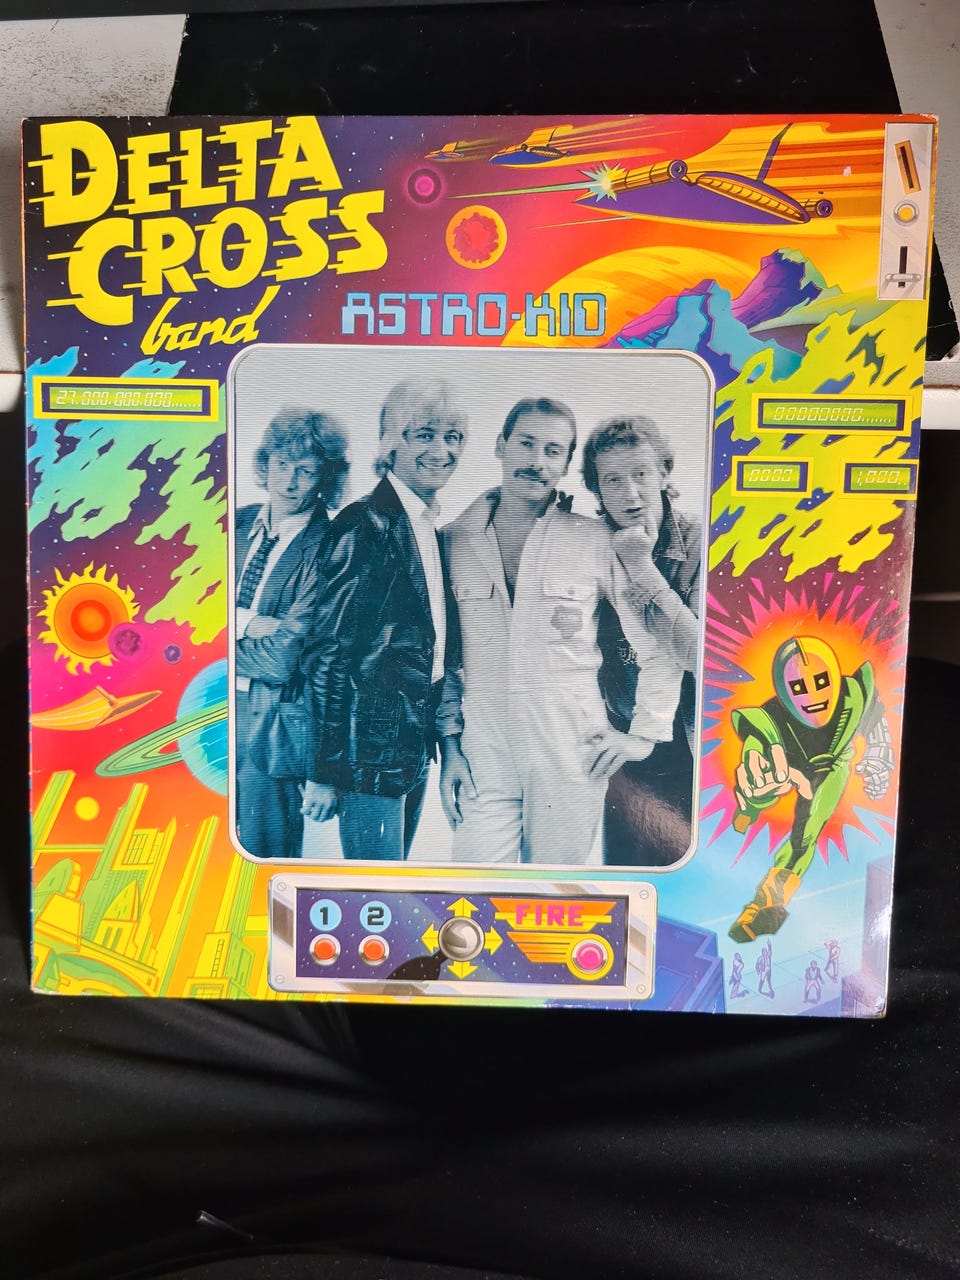 DELTA
CROSS
band
ASTRO-KID
27.000.000.000.......
00000000.......
0000
1,000..
1 2
FIRE